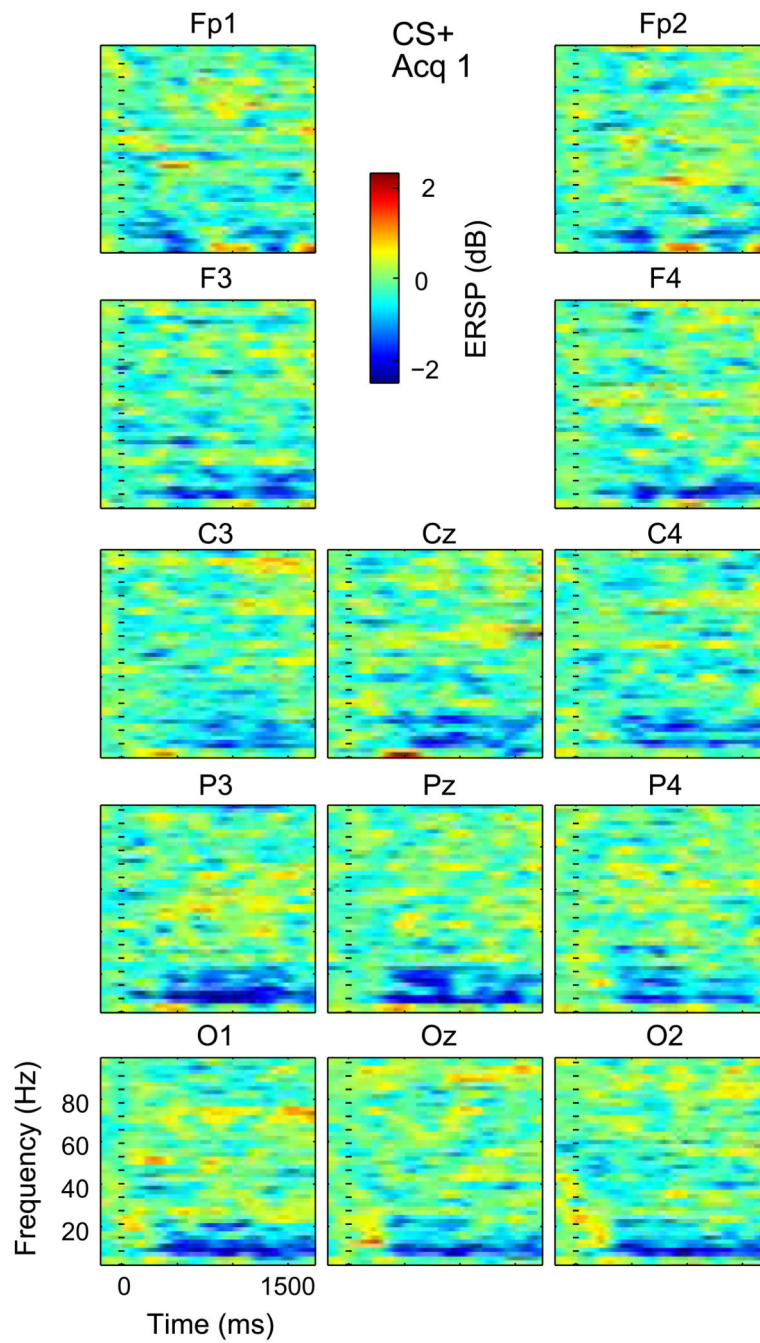 Fp1
CS+
Acq 1
Fp2
2
0
−2
ERSP (dB)
F3
F4
C3
Cz
C4
P3
Pz
P4
O1
Oz
O2
Frequency (Hz)
80
60
40
20
0
1500
Time (ms)